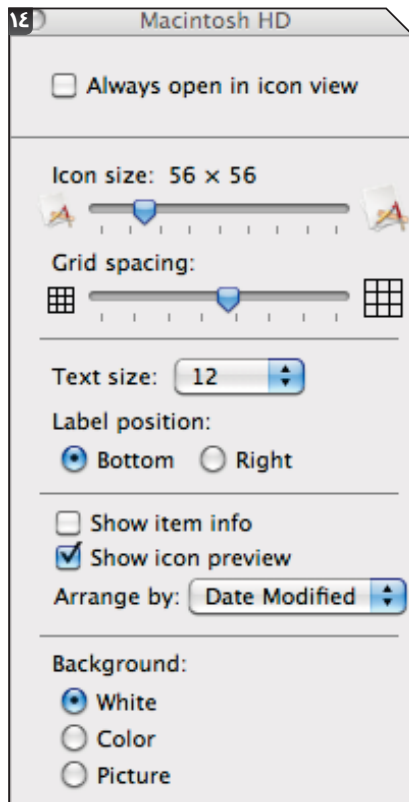 ١٤
Macintosh HD
Always open in icon view
Icon size: 56 × 56
Grid spacing:
Text size: 12
Label position:
Bottom Right
Show item info
Show icon preview
Arrange by: Date Modified
Background:
White
Color
Picture